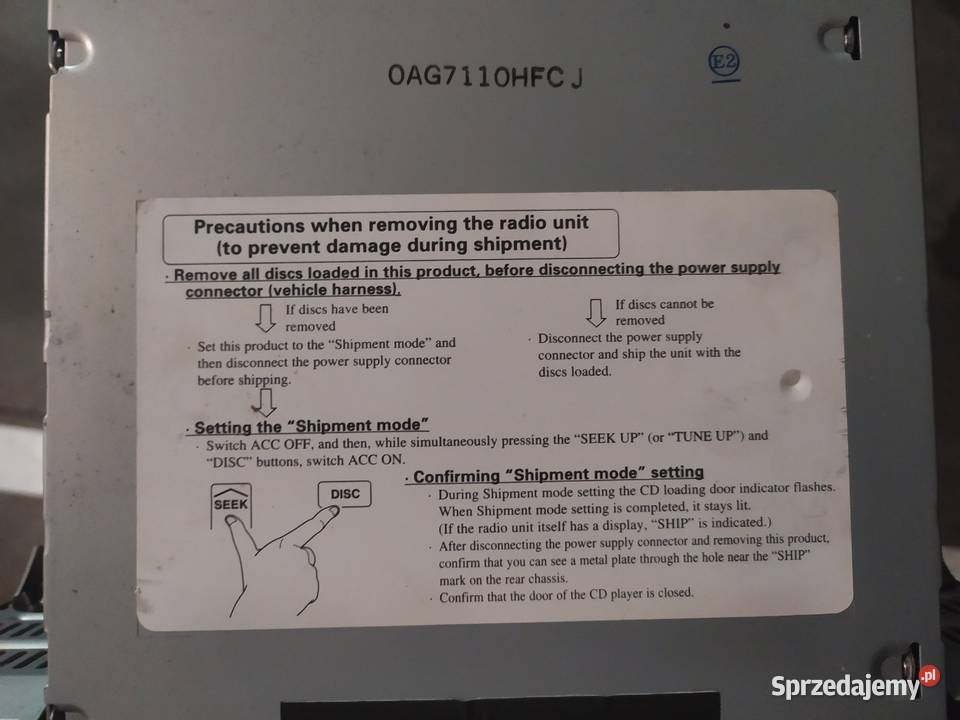 OAG7110HFCJ
E2
Precautions when removing the radio unit
(to prevent damage during shipment)
· Remove all discs loaded in this product, before disconnecting the power supply
connector (vehicle harness).
If discs have been
removed
If discs cannot be
removed
· Set this product to the “Shipment mode” and
then disconnect the power supply connector
before shipping.
· Disconnect the power supply
connector and ship the unit with the
discs loaded.
· Setting the “Shipment mode”
· Switch ACC OFF, and then, while simultaneously pressing the “SEEK UP” (or “TUNE UP”) and
“DISC” buttons, switch ACC ON.
SEEK
DISC
· Confirming “Shipment mode” setting
· During Shipment mode setting the CD loading door indicator flashes.
When Shipment mode setting is completed, it stays lit.
(If the radio unit itself has a display, “SHIP” is indicated.)
· After disconnecting the power supply connector and removing this product,
confirm that you can see a metal plate through the hole near the “SHIP”
mark on the rear chassis.
· Confirm that the door of the CD player is closed.
Sprzedajemy.pl